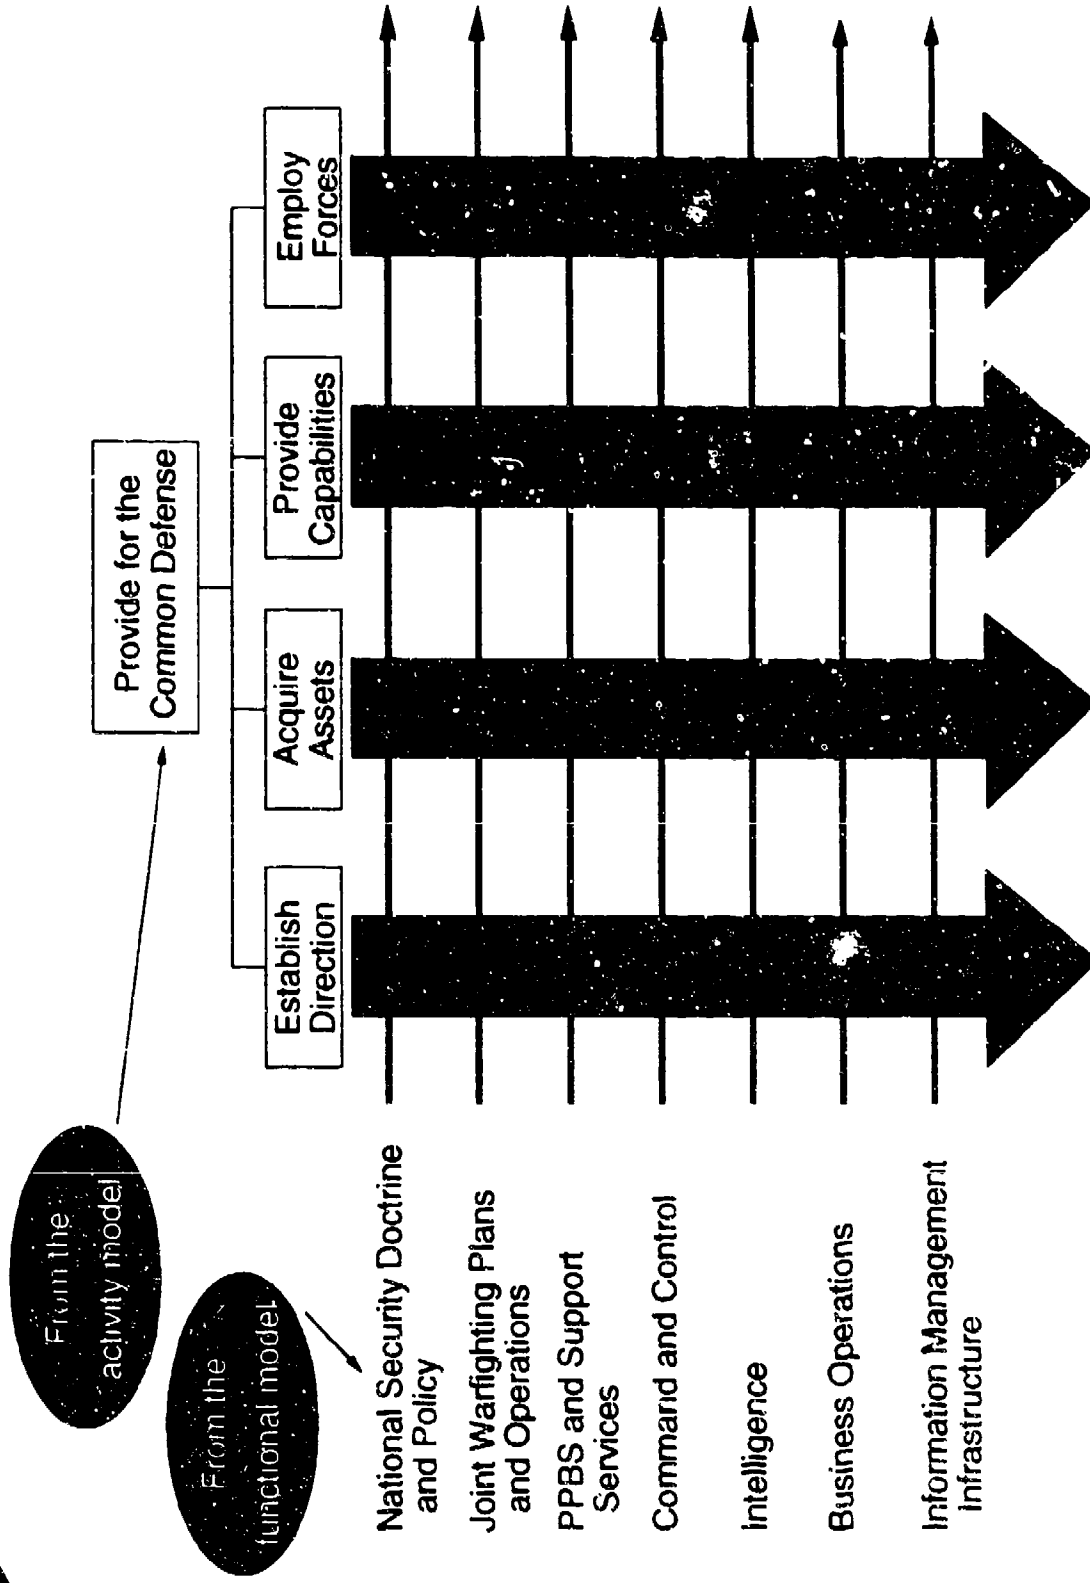 From the
activity model
From the
functional model
Provide for the
Common Defense
Establish
Direction
Acquire
Assets
Provide
Capabilities
Employ
Forces
National Security Doctrine
and Policy
Joint Warfighting Plans
and Operations
PPBS and Support
Services
Command and Control
Intelligence
Business Operations
Information Management
Infrastructure